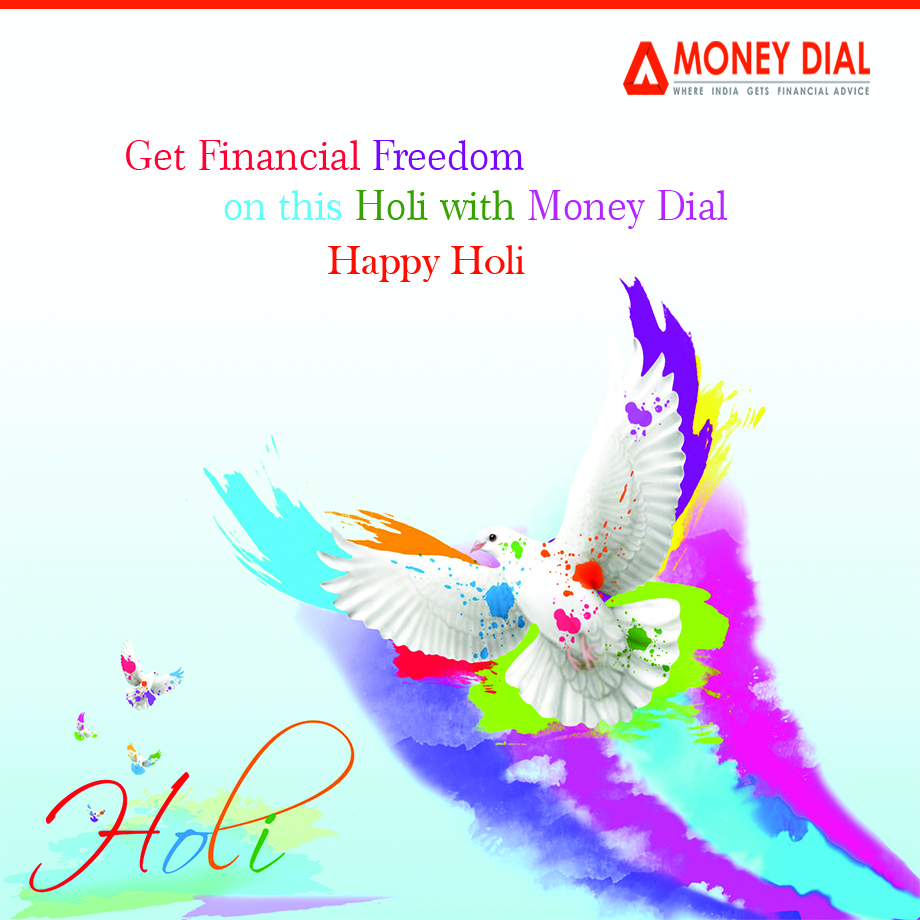 MONEY DIAL
WHERE INDIA GETS FINANCIAL ADVICE
Get Financial Freedom
on this Holi with Money Dial
Happy Holi
Holi